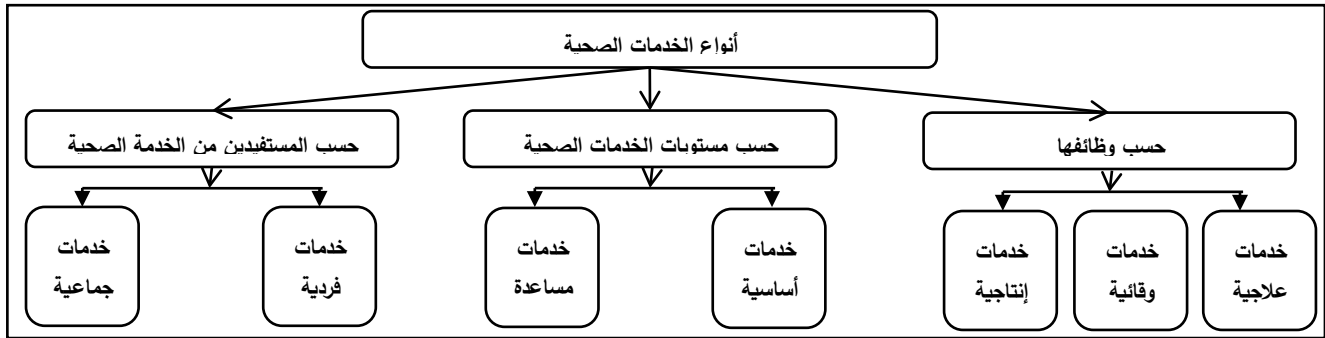 أنواع الخدمات الصحية
حسب وظائفها
حسب مستويات الخدمات الصحية
حسب المستفيدين من الخدمة الصحية
خدمات
علاجية
خدمات
وقائية
خدمات
إنتاجية
خدمات
أساسية
خدمات
مساعدة
خدمات
فردية
خدمات
جماعية